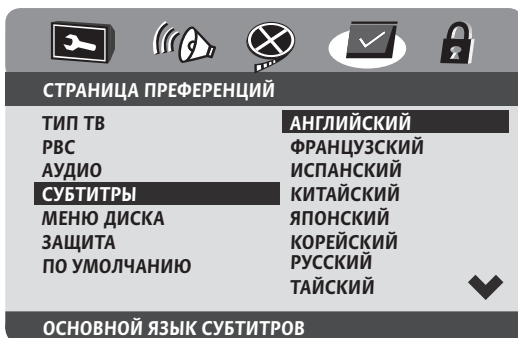 СТРАНИЦА ПРЕФЕРЕНЦИЙ
ТИП ТВ
РВС
АУДИО
СУБТИТРЫ
МЕНЮ ДИСКА
ЗАЩИТА
ПО УМОЛЧАНИЮ
АНГЛИЙСКИЙ
ФРАНЦУЗСКИЙ
ИСПАНСКИЙ
КИТАЙСКИЙ
ЯПОНСКИЙ
КОРЕЙСКИЙ
РУССКИЙ
ТАЙСКИЙ
ОСНОВНОЙ ЯЗЫК СУБТИТРОВ